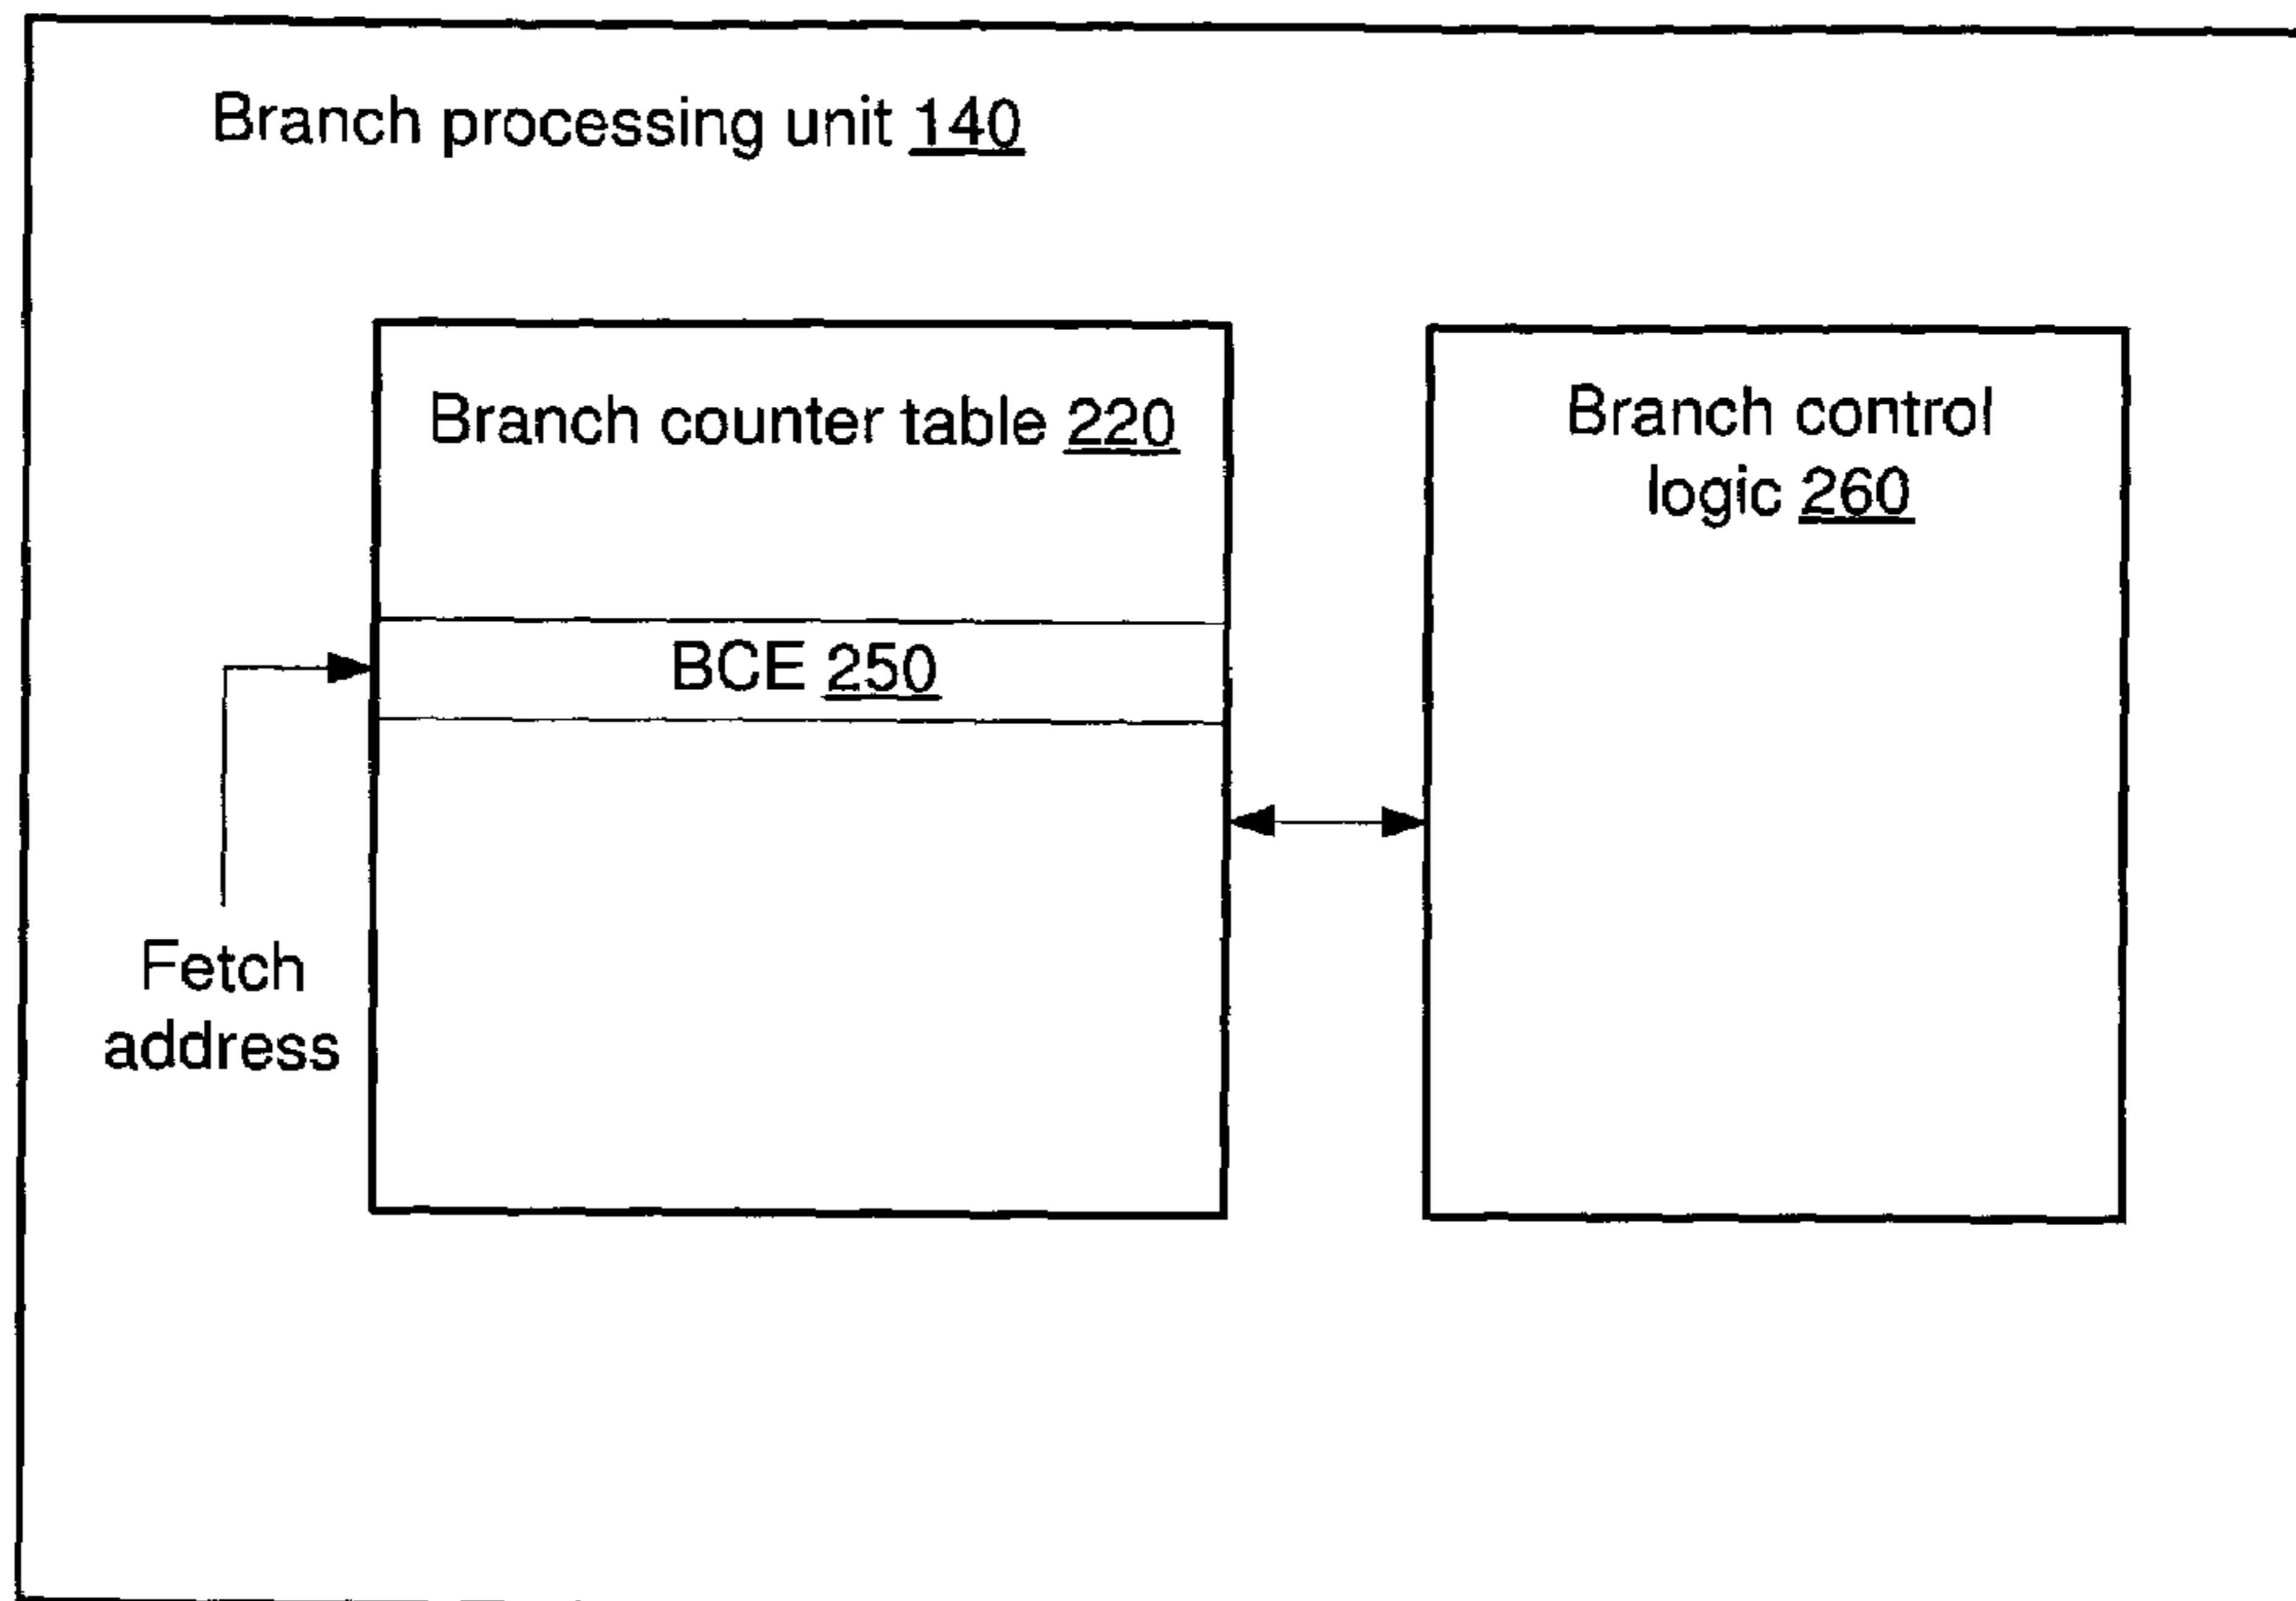 Branch processing unit 140
Branch counter table 220
Branch control
logic 260
BCE 250
Fetch
address